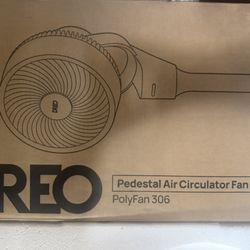 REO
Pedestal Air Circulator Fan
PolyFan 306